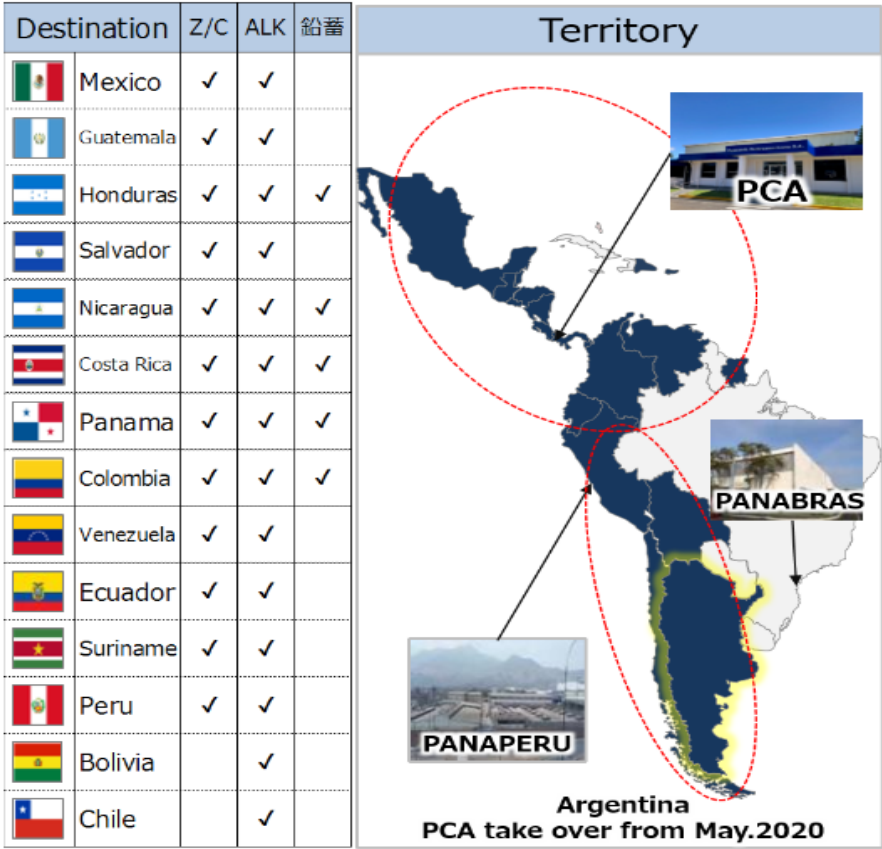 Destination Z/C ALK 鉛蓄
Mexico ✓ ✓
Guatemala ✓ ✓
Honduras ✓ ✓ ✓
Salvador ✓ ✓
Nicaragua ✓ ✓ ✓
Costa Rica ✓ ✓ ✓
Panama ✓ ✓ ✓
Colombia ✓ ✓ ✓
Venezuela ✓ ✓
Ecuador ✓ ✓
Suriname ✓ ✓
Peru ✓ ✓
Bolivia ✓
Chile ✓
Territory
PCA
PANABRAS
PANAPERU
Argentina
PCA take over from May.2020